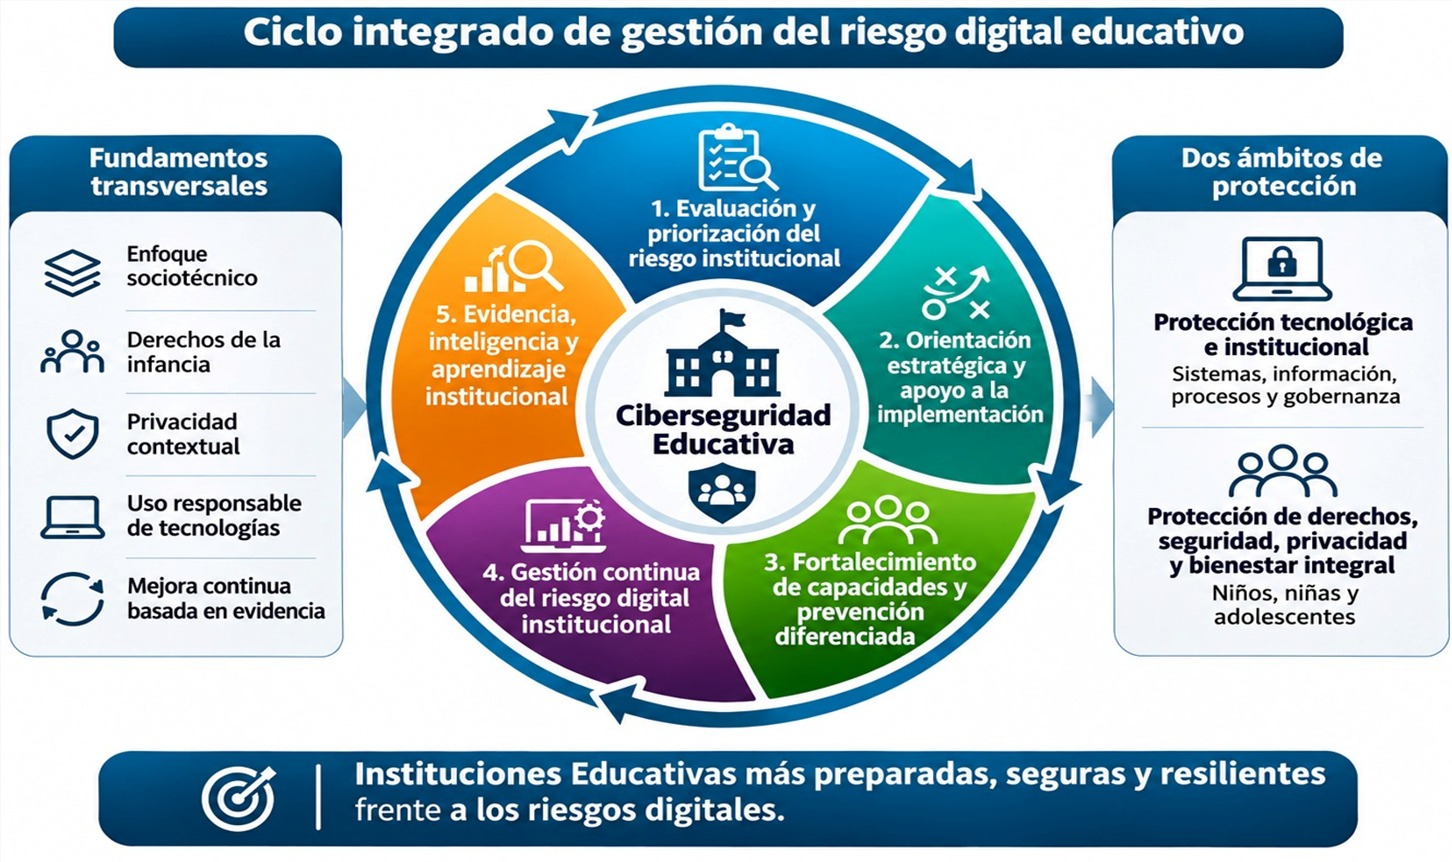 Ciclo integrado de gestión del riesgo digital educativo
Fundamentos
transversales
Enfoque
sociotécnico
Derechos de la
infancia
Privacidad
contextual
Uso responsable
de tecnologías
Mejora continua
basada en evidencia
1. Evaluación y
priorización del
riesgo institucional
2. Orientación
estratégica y
apoyo a la
implementación
3. Fortalecimiento
de capacidades y
prevención
diferenciada
4. Gestión continua
del riesgo digital
institucional
5. Evidencia,
inteligencia y
aprendizaje
institucional
Ciberseguridad
Educativa
Dos ámbitos de
protección
Protección tecnológica
e institucional
Sistemas, información,
procesos y gobernanza
Protección de derechos,
seguridad, privacidad
y bienestar integral
Niños, niñas y
adolescentes
Instituciones Educativas más preparadas, seguras y resilientes
frente a los riesgos digitales.